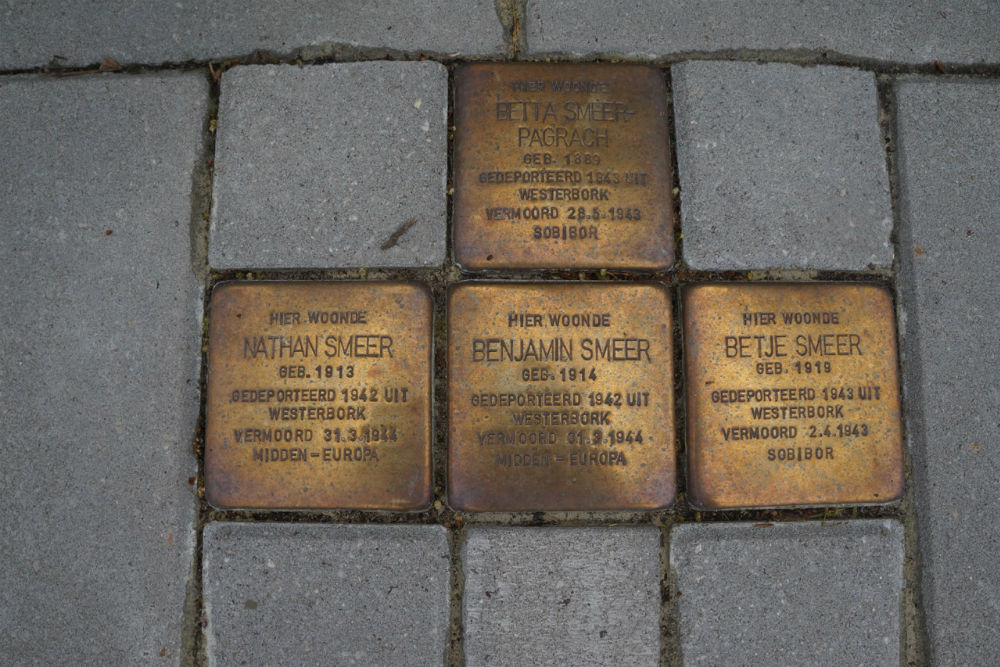 HIER WOONDE
BETTA SMEER-
PAGRACH
GEB. 1889
GEDEPORTEERD 1943 UIT
WESTERBORK
VERMOORD 28.5.1943
SOBIBOR
HIER WOONDE
NATHAN SMEER
GEB. 1913
GEDEPORTEERD 1942 UIT
WESTERBORK
VERMOORD 31.3.1944
MIDDEN-EUROPA
HIER WOONDE
BENJAMIN SMEER
GEB. 1914
GEDEPORTEERD 1942 UIT
WESTERBORK
VERMOORD 31.3.1944
MIDDEN-EUROPA
HIER WOONDE
BETJE SMEER
GEB. 1919
GEDEPORTEERD 1943 UIT
WESTERBORK
VERMOORD 2.4.1943
SOBIBOR